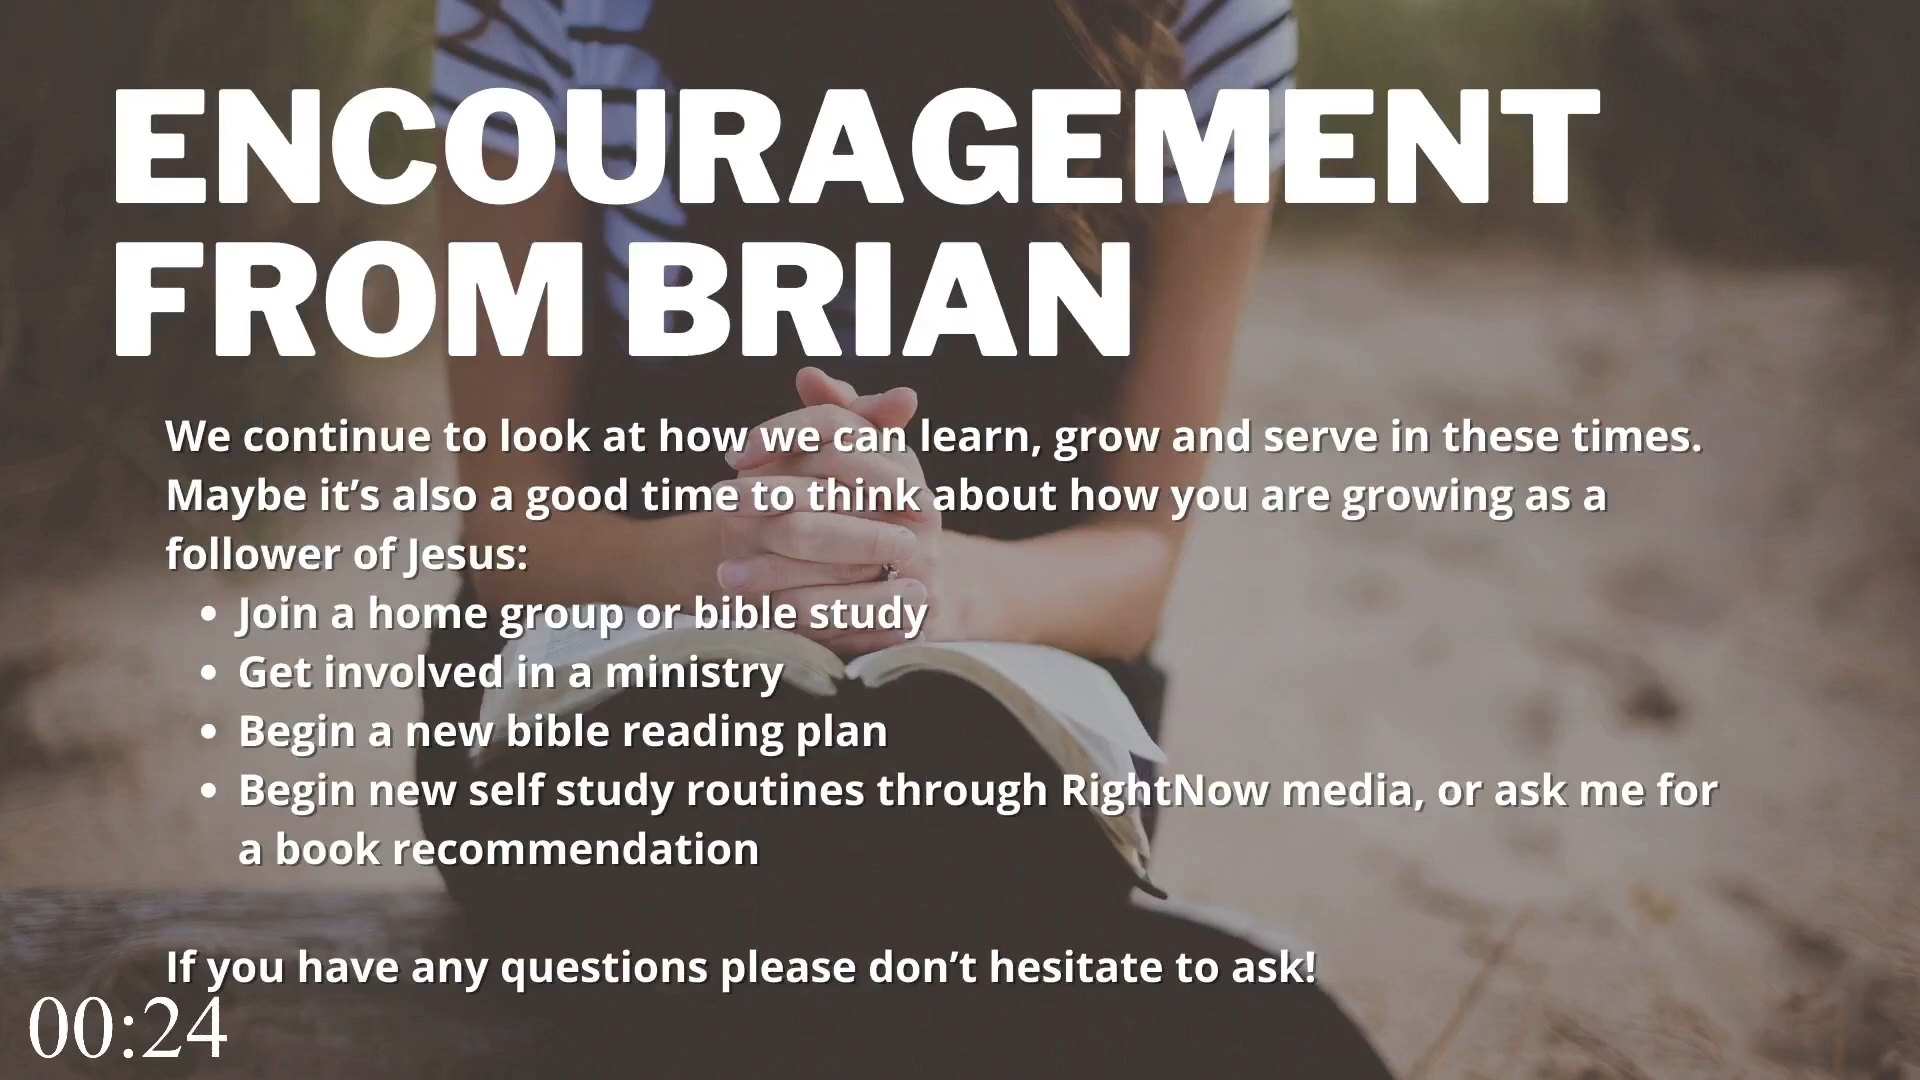 ENCOURAGEMENT
FROM BRIAN
We continue to look at how we can learn, grow and serve in these times.
Maybe it’s also a good time to think about how you are growing as a
follower of Jesus:
• Join a home group or bible study
• Get involved in a ministry
• Begin a new bible reading plan
• Begin new self study routines through RightNow media, or ask me for
a book recommendation
If you have any questions please don’t hesitate to ask!
00:24